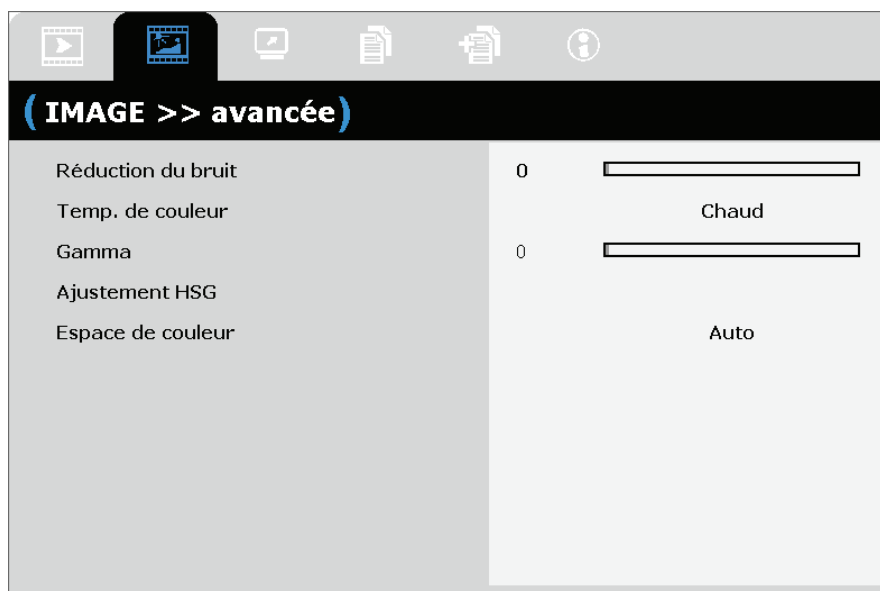 (IMAGE >> avancée)
Réduction du bruit 0
Temp. de couleur Chaud
Gamma 0
Ajustement HSG
Espace de couleur Auto